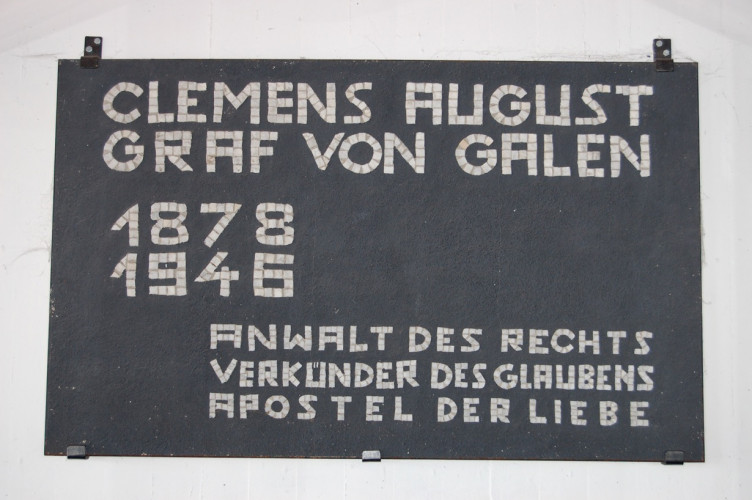 CLEMENS AUGUST
GRAF VON GALEN
1878
1946
ANWALT DES RECHTS
VERKÜNDER DES GLAUBENS
APOSTEL DER LIEBE